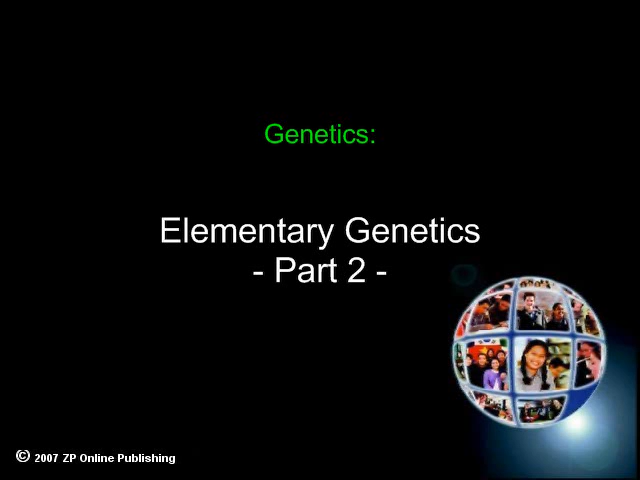 Genetics:
Elementary Genetics
- Part 2 -
© 2007 ZP Online Publishing